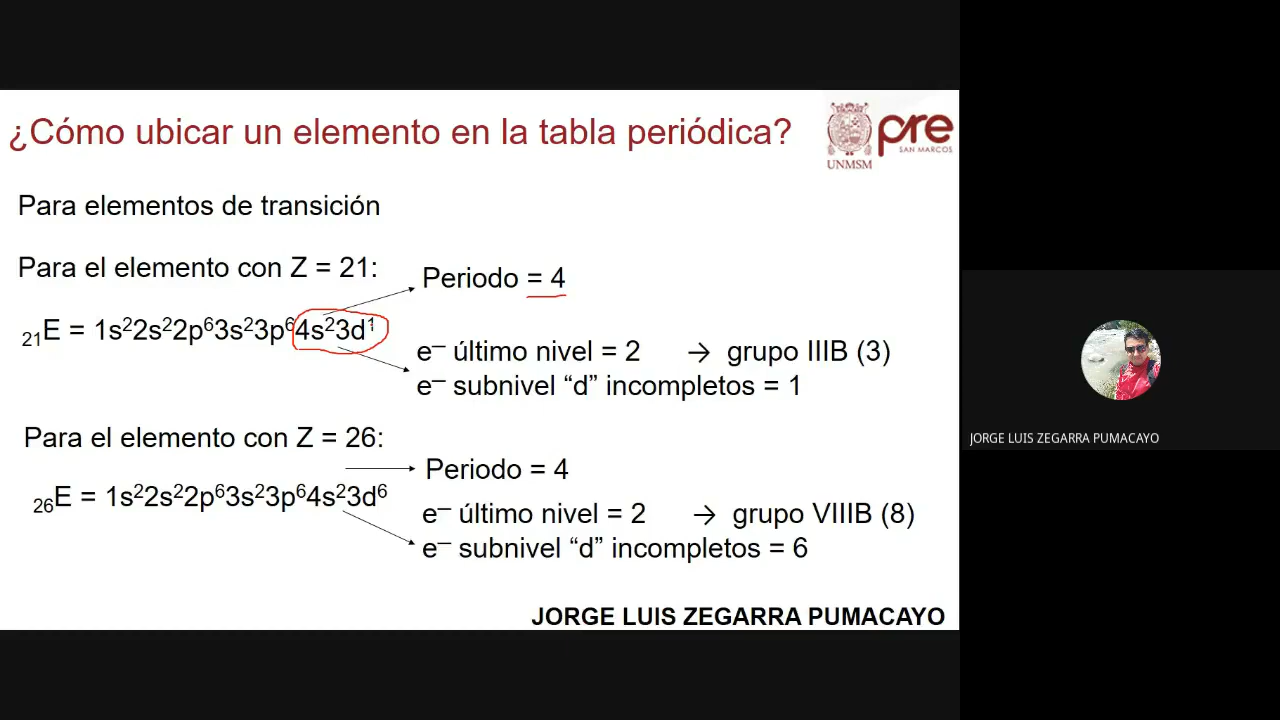 ¿Cómo ubicar un elemento en la tabla periódica?
pre
SAN MARCOS
UNMSM
Para elementos de transición
Para el elemento con Z = 21:
Periodo = 4
₂₁E = 1s²2s²2p⁶3s²3p⁶4s²3d¹
e⁻ último nivel = 2 → grupo IIIB (3)
e⁻ subnivel “d” incompletos = 1
Para el elemento con Z = 26:
Periodo = 4
₂₆E = 1s²2s²2p⁶3s²3p⁶4s²3d⁶
e⁻ último nivel = 2 → grupo VIIIB (8)
e⁻ subnivel “d” incompletos = 6
JORGE LUIS ZEGARRA PUMACAYO
JORGE LUIS ZEGARRA PUMACAYO